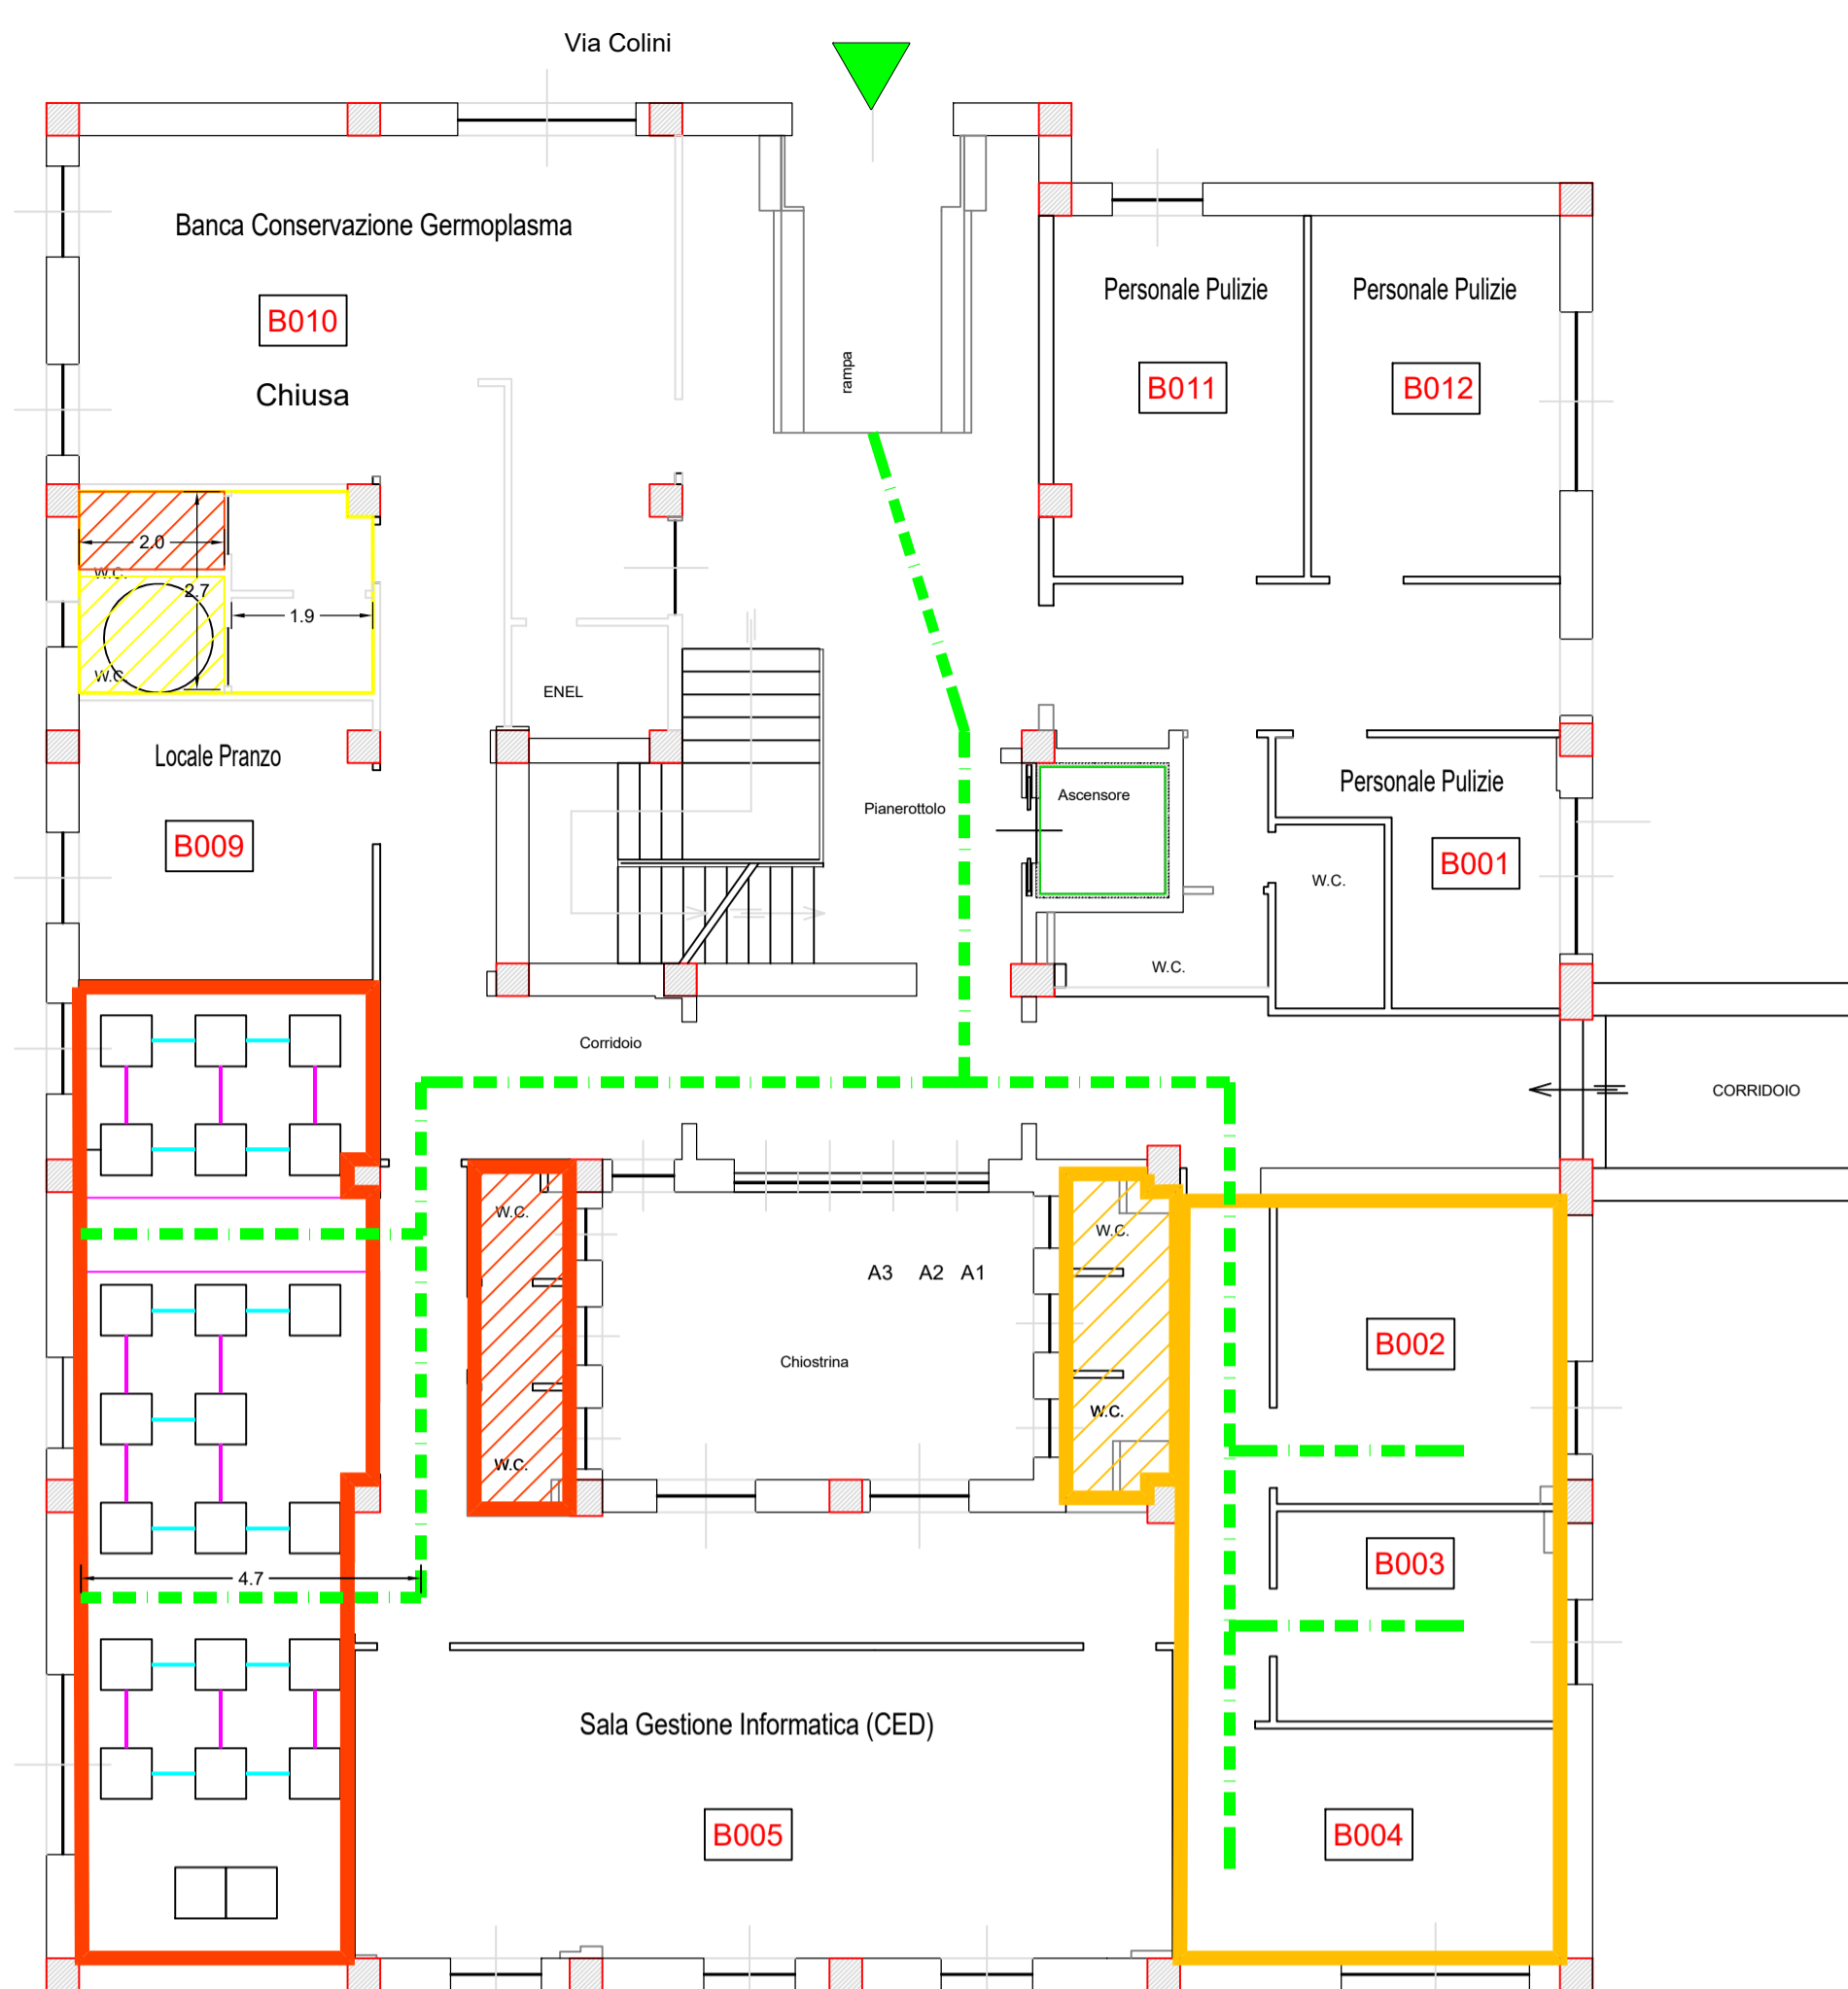 Via Colini
Banca Conservazione Germoplasma
Personale Pulizie
Personale Pulizie
B010
rampa
B011
B012
Chiusa
2.0
W.C.
2.7
1.9
W.C.
ENEL
Locale Pranzo
Personale Pulizie
Ascensore
Pianerottolo
B009
B001
W.C.
W.C.
Corridoio
CORRIDOIO
W.C.
W.C.
A3 A2 A1
B002
Chiostrina
W.C.
W.C.
B003
4.7
Sala Gestione Informatica (CED)
B005
B004